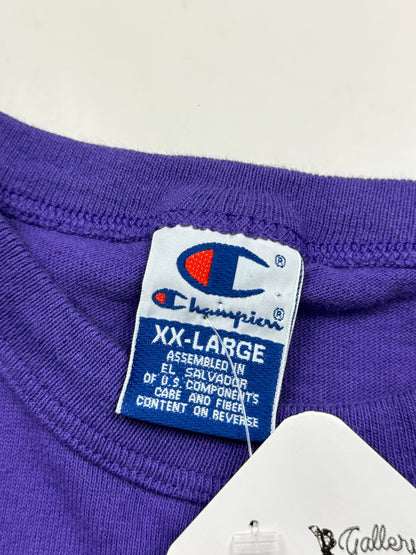 ®
Champion®
XX-LARGE
ASSEMBLED IN
EL SALVADOR
OF U.S. COMPONENTS
CARE AND FIBER
CONTENT ON REVERSE